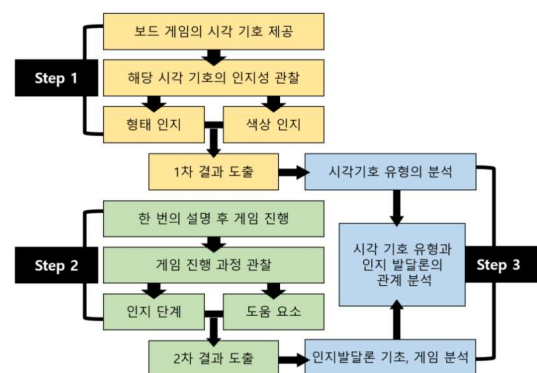 보드 게임의 시각 기호 제공
Step 1
해당 시각 기호의 인지성 관찰
형태 인지
색상 인지
1차 결과 도출
시각기호 유형의 분석
한 번의 설명 후 게임 진행
Step 2
게임 진행 과정 관찰
인지 단계
도움 요소
2차 결과 도출
시각 기호 유형과
인지 발달론의
관계 분석
Step 3
인지발달론 기초, 게임 분석